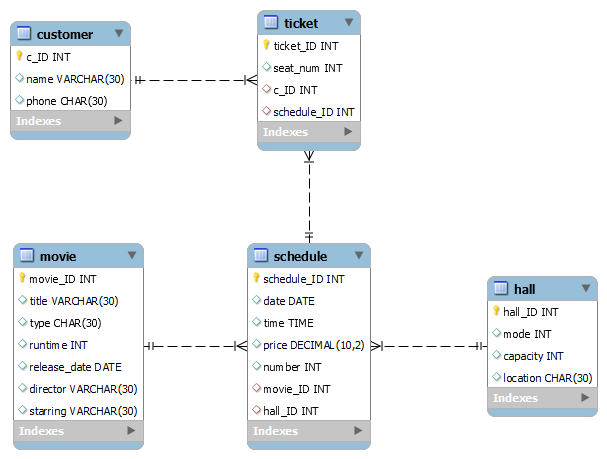 customer
c_ID INT
name VARCHAR(30)
phone CHAR(30)
Indexes
ticket
ticket_ID INT
seat_num INT
c_ID INT
schedule_ID INT
Indexes
movie
movie_ID INT
title VARCHAR(30)
type CHAR(30)
runtime INT
release_date DATE
director VARCHAR(30)
starring VARCHAR(30)
Indexes
schedule
schedule_ID INT
date DATE
time TIME
price DECIMAL(10,2)
number INT
movie_ID INT
hall_ID INT
Indexes
hall
hall_ID INT
mode INT
capacity INT
location CHAR(30)
Indexes